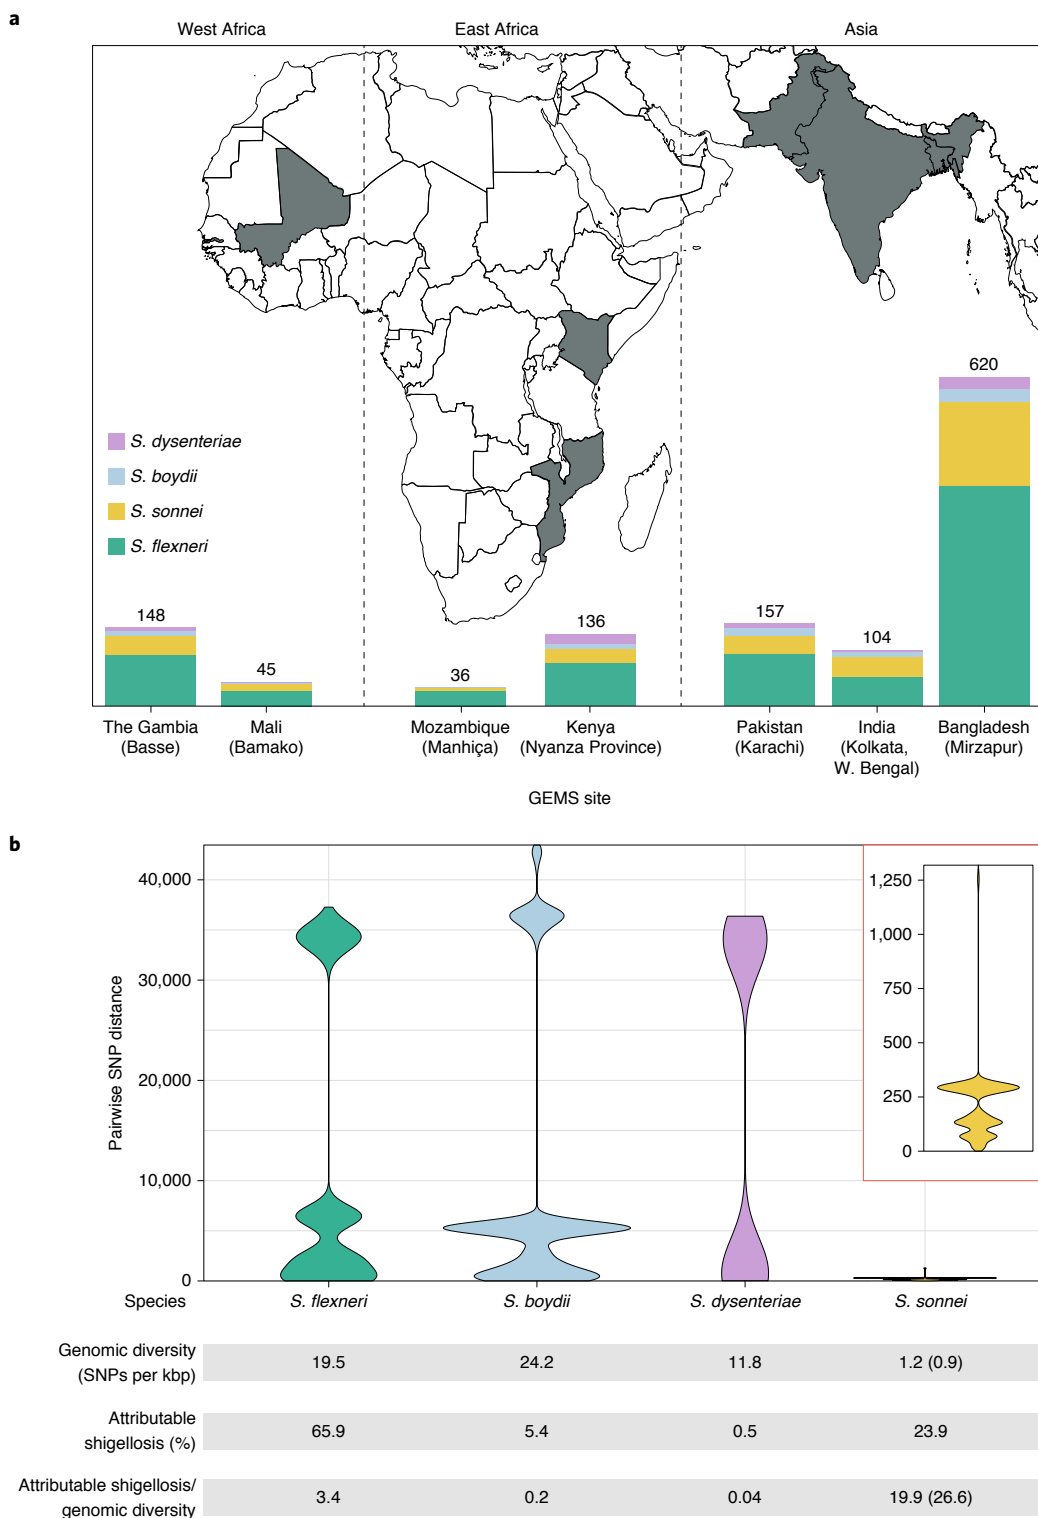 a
West Africa
East Africa
Asia
620
S. dysenteriae
S. boydii
S. sonnei
S. flexneri
148
45
36
136
157
104
The Gambia
(Basse)
Mali
(Bamako)
Mozambique
(Manhiça)
Kenya
(Nyanza Province)
Pakistan
(Karachi)
India
(Kolkata,
W. Bengal)
Bangladesh
(Mirzapur)
GEMS site
b
Pairwise SNP distance
40,000
30,000
20,000
10,000
0
1,250
1,000
750
500
250
0
Species
S. flexneri
S. boydii
S. dysenteriae
S. sonnei
Genomic diversity
(SNPs per kbp)
19.5
24.2
11.8
1.2 (0.9)
Attributable
shigellosis (%)
65.9
5.4
0.5
23.9
Attributable shigellosis/
genomic diversity
3.4
0.2
0.04
19.9 (26.6)